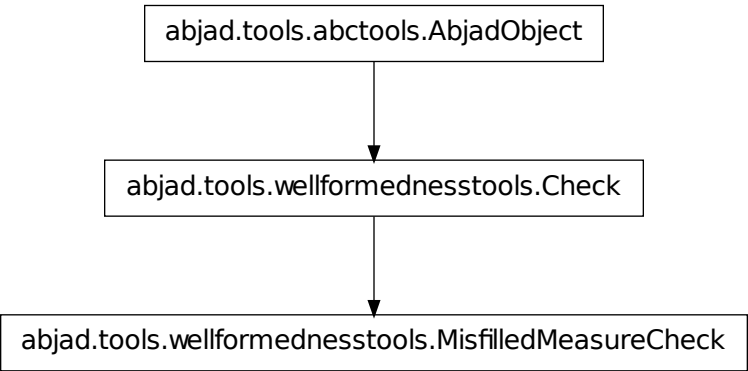 abjad.tools.abctools.AbjadObject
abjad.tools.wellformednesstools.Check
abjad.tools.wellformednesstools.MisfilledMeasureCheck